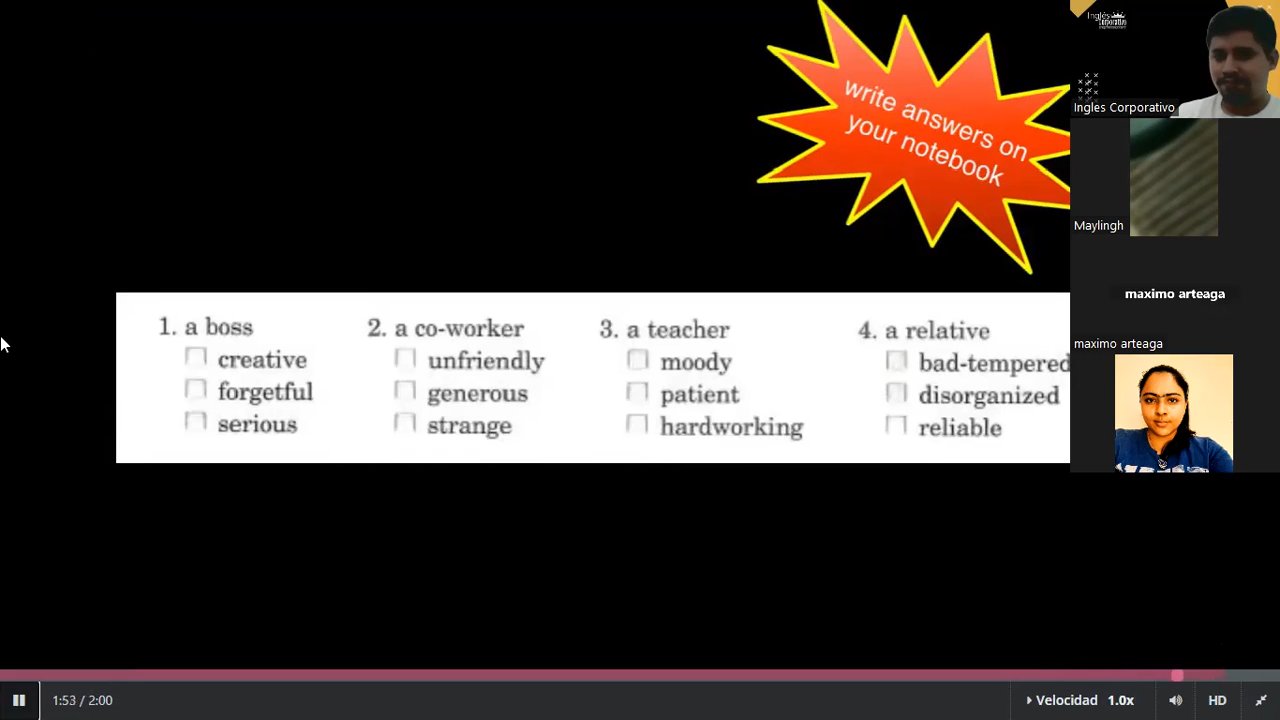 write answers on
your notebook
1. a boss
creative
forgetful
serious
2. a co-worker
unfriendly
generous
strange
3. a teacher
moody
patient
hardworking
4. a relative
bad-tempered
disorganized
reliable
Inglés
Corporativo
Ingles Corporativo
Maylingh
maximo arteaga
maximo arteaga
1:53 / 2:00
Velocidad 1.0x
HD